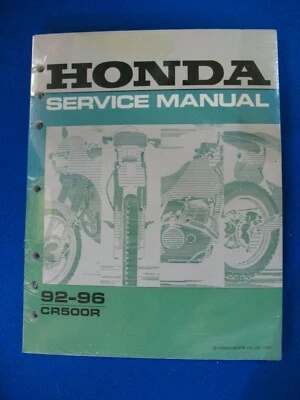 HONDA
SERVICE MANUAL
92-96
CR500R